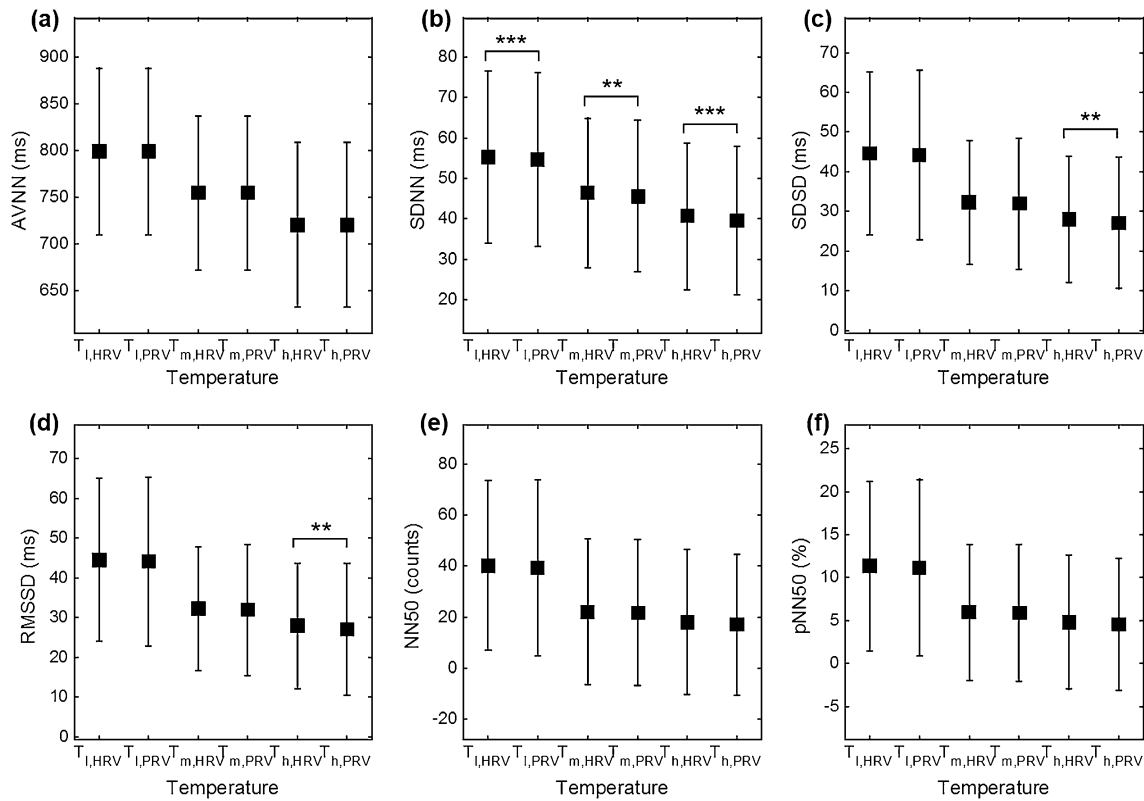 (a)
AVNN (ms)
900
850
800
750
700
650
T l,HRV T l,PRV T m,HRV T m,PRV T h,HRV T h,PRV
Temperature
(b)
SDNN (ms)
80
70
60
50
40
30
20
***
**
***
T l,HRV T l,PRV T m,HRV T m,PRV T h,HRV T h,PRV
Temperature
(c)
SDSD (ms)
70
60
50
40
30
20
10
0
**
T l,HRV T l,PRV T m,HRV T m,PRV T h,HRV T h,PRV
Temperature
(d)
RMSSD (ms)
70
60
50
40
30
20
10
0
**
T l,HRV T l,PRV T m,HRV T m,PRV T h,HRV T h,PRV
Temperature
(e)
NN50 (counts)
80
60
40
20
0
-20
T l,HRV T l,PRV T m,HRV T m,PRV T h,HRV T h,PRV
Temperature
(f)
pNN50 (%)
25
20
15
10
5
0
-5
T l,HRV T l,PRV T m,HRV T m,PRV T h,HRV T h,PRV
Temperature